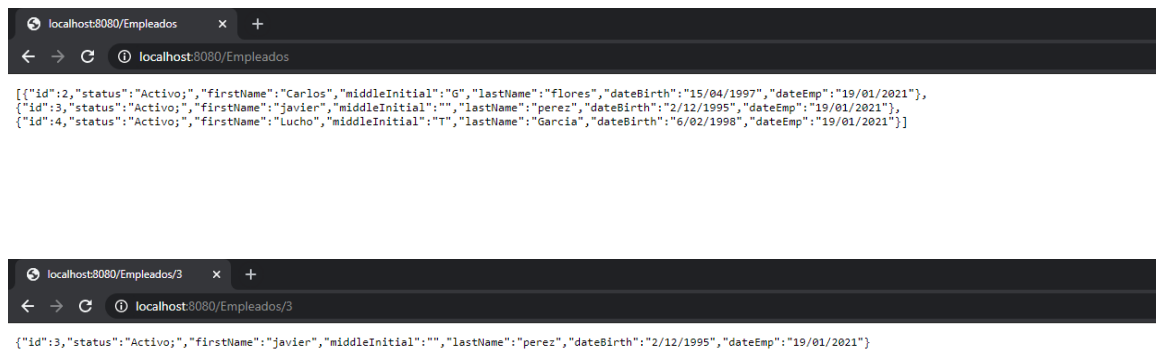 localhost:8080/Empleados
localhost:8080/Empleados
[{"id":2,"status":"Activo;","firstName":"Carlos","middleInitial":"G","lastName":"flores","dateBirth":"15/04/1997","dateEmp":"19/01/2021"},
{"id":3,"status":"Activo;","firstName":"javier","middleInitial":"","lastName":"perez","dateBirth":"2/12/1995","dateEmp":"19/01/2021"},
{"id":4,"status":"Activo;","firstName":"Lucho","middleInitial":"T","lastName":"Garcia","dateBirth":"6/02/1998","dateEmp":"19/01/2021"}]
localhost:8080/Empleados/3
localhost:8080/Empleados/3
{"id":3,"status":"Activo;","firstName":"javier","middleInitial":"","lastName":"perez","dateBirth":"2/12/1995","dateEmp":"19/01/2021"}